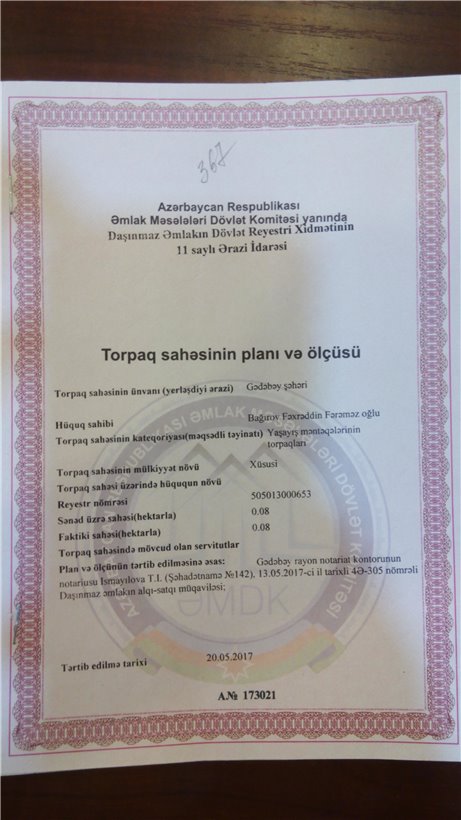 367
Azərbaycan Respublikası
Əmlak Məsələləri Dövlət Komitəsi yanında
Daşınmaz Əmlakın Dövlət Reyestri Xidmətinin
11 saylı Ərazi İdarəsi
Torpaq sahəsinin planı və ölçüsü
Torpaq sahəsinin ünvanı (yerləşdiyi ərazi) Gədəbəy şəhəri
Hüquq sahibi Bağırov Fəxrəddin Fərəməz oğlu
Torpaq sahəsinin kateqoriyası(məqsədli təyinatı) Yaşayış məntəqələrinin
torpaqları
Torpaq sahəsinin mülkiyyət növü Xüsusi
Torpaq sahəsi üzərində hüququn növü
Reyestr nömrəsi 505013000653
Sənəd üzrə sahəsi(hektarla) 0.08
Faktiki sahəsi(hektarla) 0.08
Torpaq sahəsində mövcud olan servitutlar
Plan və ölçünün tərtib edilməsinə əsas: Gədəbəy rayon notariat kontorunun
notariusu Ismayılova T.I. (Şəhadətnamə №142), 13.05.2017-ci il tarixli 4Ə-305 nömrəli
Daşınmaz əmlakın alqı-satqı müqaviləsi;
ƏMDK
Tərtib edilmə tarixi 20.05.2017
A.№ 173021